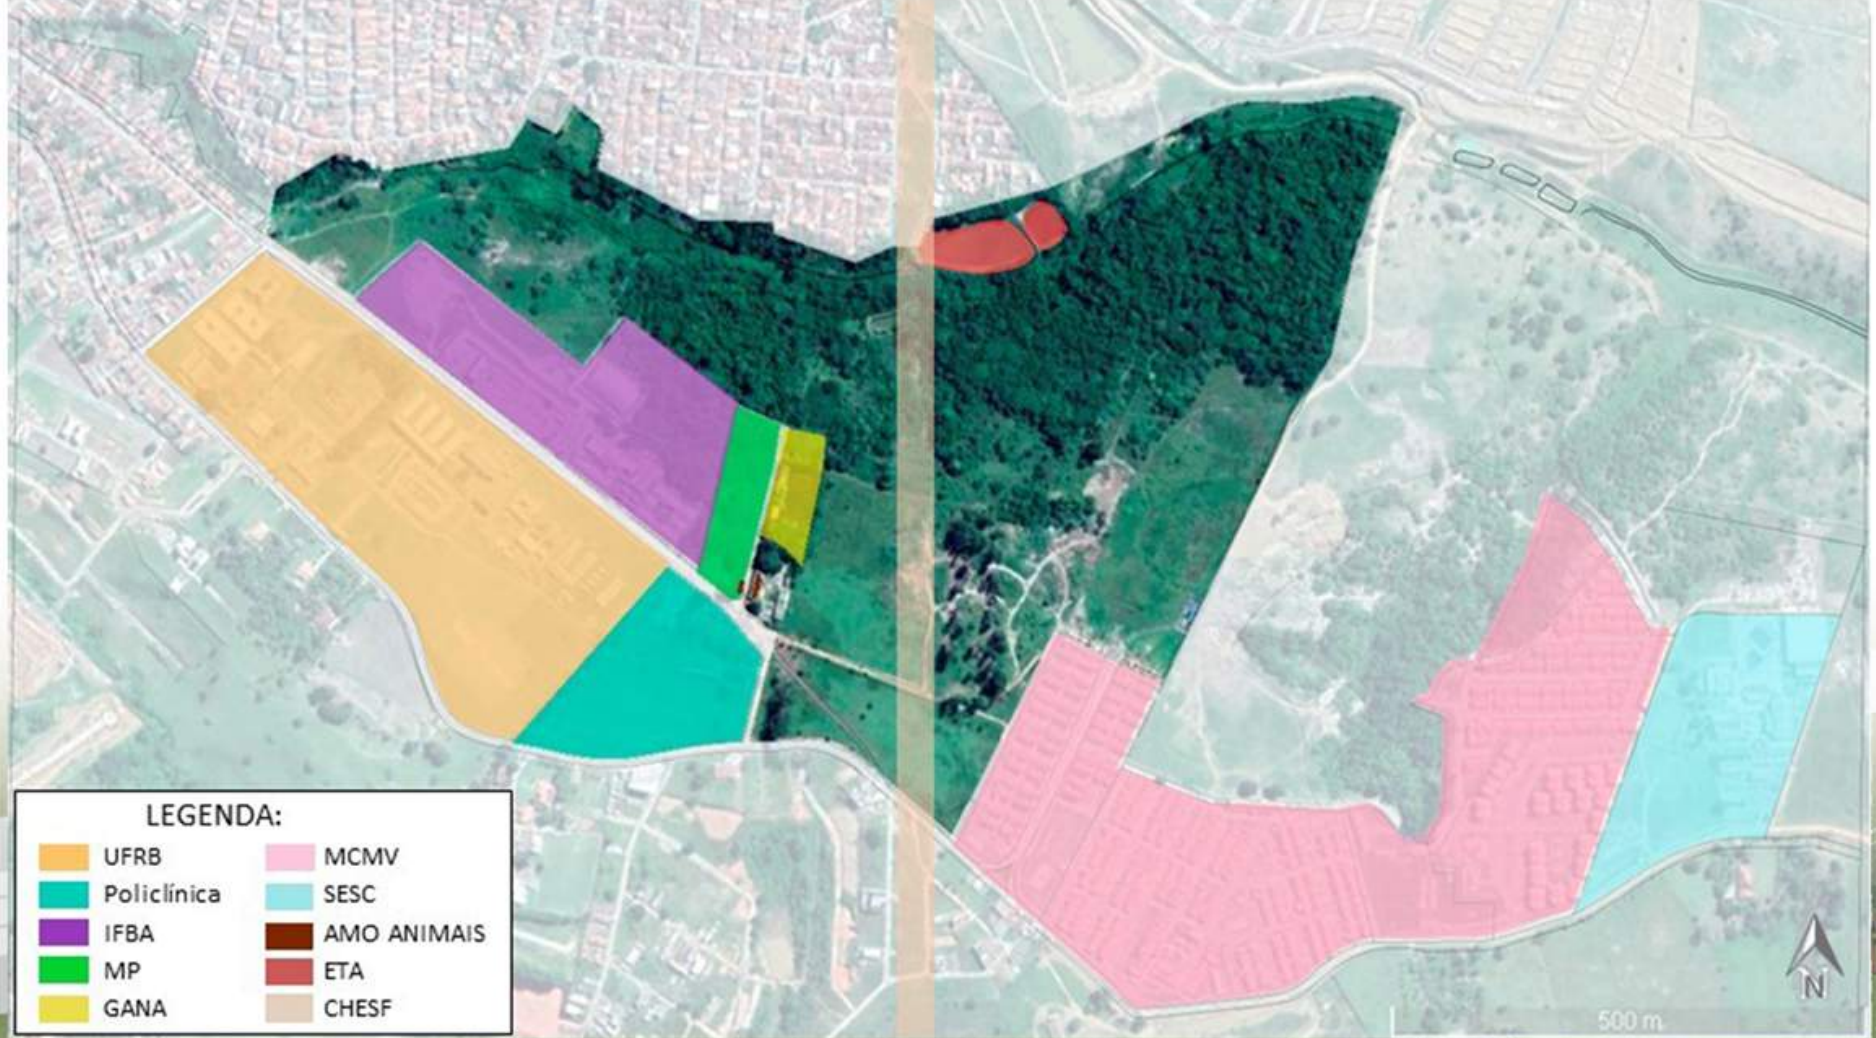 LEGENDA:
UFRB
Policlínica
IFBA
MP
GANA
MCMV
SESC
AMO ANIMAIS
ETA
CHESF
N
500 m